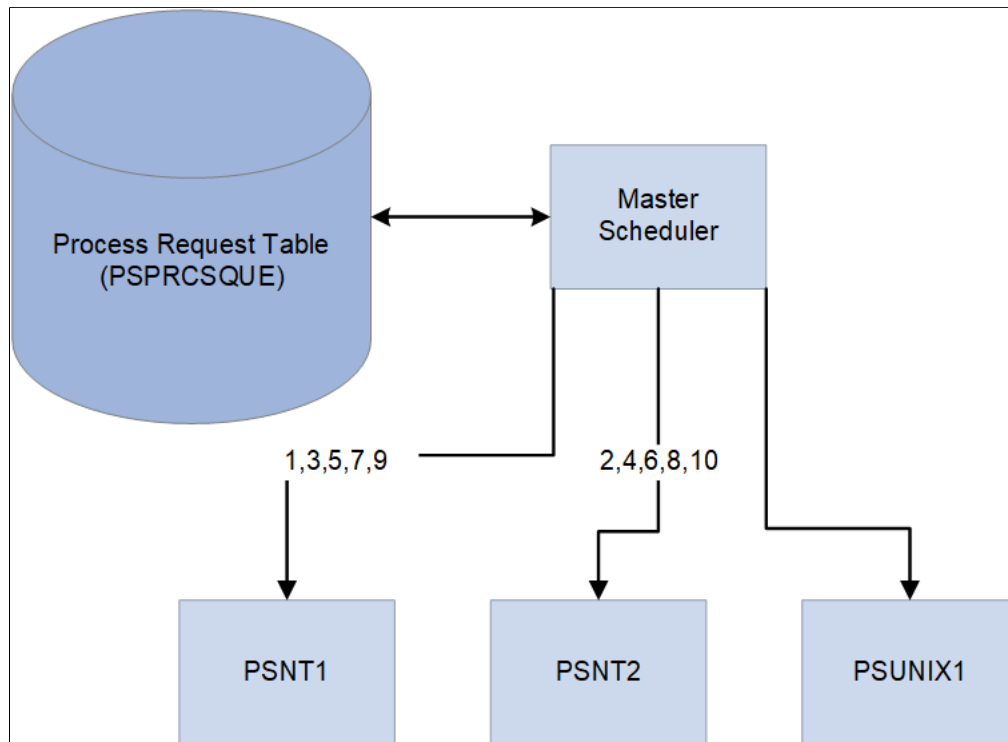 Process Request Table
(PSPRCSQUE)
Master
Scheduler
1,3,5,7,9
2,4,6,8,10
PSNT1
PSNT2
PSUNIX1